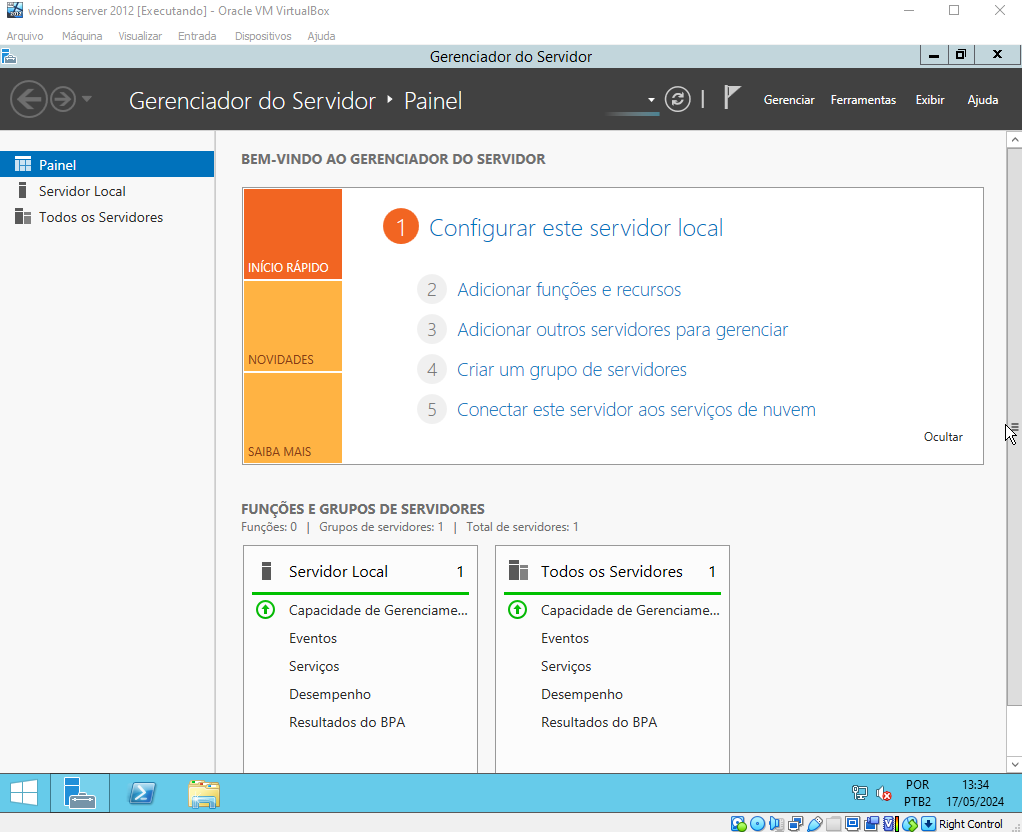 windons server 2012 [Executando] - Oracle VM VirtualBox
Arquivo Máquina Visualizar Entrada Dispositivos Ajuda
Gerenciador do Servidor
Gerenciador do Servidor Painel
Gerenciar Ferramentas Exibir Ajuda
Painel
Servidor Local
Todos os Servidores
BEM-VINDO AO GERENCIADOR DO SERVIDOR
INÍCIO RÁPIDO
NOVIDADES
SAIBA MAIS
1 Configurar este servidor local
2 Adicionar funções e recursos
3 Adicionar outros servidores para gerenciar
4 Criar um grupo de servidores
5 Conectar este servidor aos serviços de nuvem
Ocultar
FUNÇÕES E GRUPOS DE SERVIDORES
Funções: 0 | Grupos de servidores: 1 | Total de servidores: 1
Servidor Local 1
Capacidade de Gerenciame...
Eventos
Serviços
Desempenho
Resultados do BPA
Todos os Servidores 1
Capacidade de Gerenciame...
Eventos
Serviços
Desempenho
Resultados do BPA
POR
PTB2
13:34
17/05/2024
Right Control